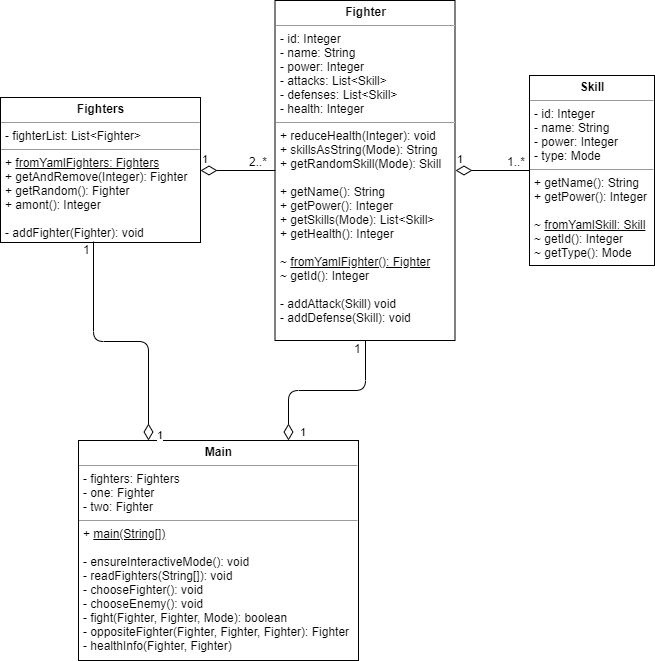 Fighter
- id: Integer
- name: String
- power: Integer
- attacks: List<Skill>
- defenses: List<Skill>
- health: Integer
+ reduceHealth(Integer): void
+ skillsAsString(Mode): String
+ getRandomSkill(Mode): Skill
+ getName(): String
+ getPower(): Integer
+ getSkills(Mode): List<Skill>
+ getHealth(): Integer
~ fromYamlFighter(): Fighter
~ getId(): Integer
- addAttack(Skill) void
- addDefense(Skill): void
Fighters
- fighterList: List<Fighter>
+ fromYamlFighters: Fighters
+ getAndRemove(Integer): Fighter
+ getRandom(): Fighter
+ amont(): Integer
- addFighter(Fighter): void
1
2..*
1
1..*
Skill
- id: Integer
- name: String
- power: Integer
- type: Mode
+ getName(): String
+ getPower(): Integer
~ fromYamlSkill: Skill
~ getId(): Integer
~ getType(): Mode
1
1
1
1
Main
- fighters: Fighters
- one: Fighter
- two: Fighter
+ main(String[])
- ensureInteractiveMode(): void
- readFighters(String[]): void
- chooseFighter(): void
- chooseEnemy(): void
- fight(Fighter, Fighter, Mode): boolean
- oppositeFighter(Fighter, Fighter, Fighter): Fighter
- healthInfo(Fighter, Fighter)